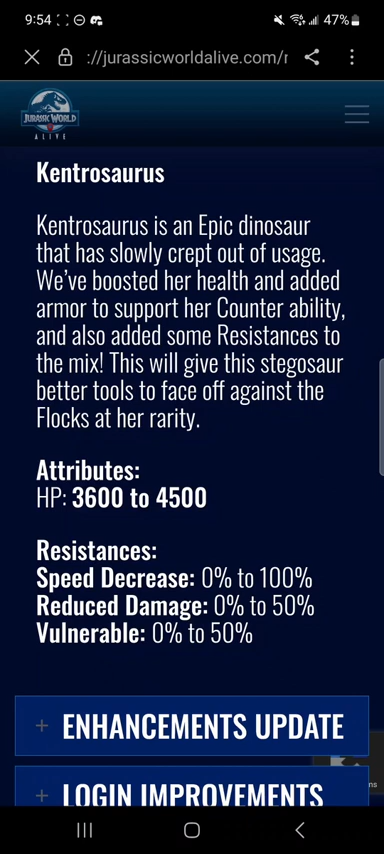 9:54
47%
://jurassicworldalive.com/r
JURASSIC WORLD
ALIVE
Kentrosaurus
Kentrosaurus is an Epic dinosaur
that has slowly crept out of usage.
We’ve boosted her health and added
armor to support her Counter ability,
and also added some Resistances to
the mix! This will give this stegosaur
better tools to face off against the
Flocks at her rarity.
Attributes:
HP: 3600 to 4500
Resistances:
Speed Decrease: 0% to 100%
Reduced Damage: 0% to 50%
Vulnerable: 0% to 50%
+ ENHANCEMENTS UPDATE
+ LOGIN IMPROVEMENTS